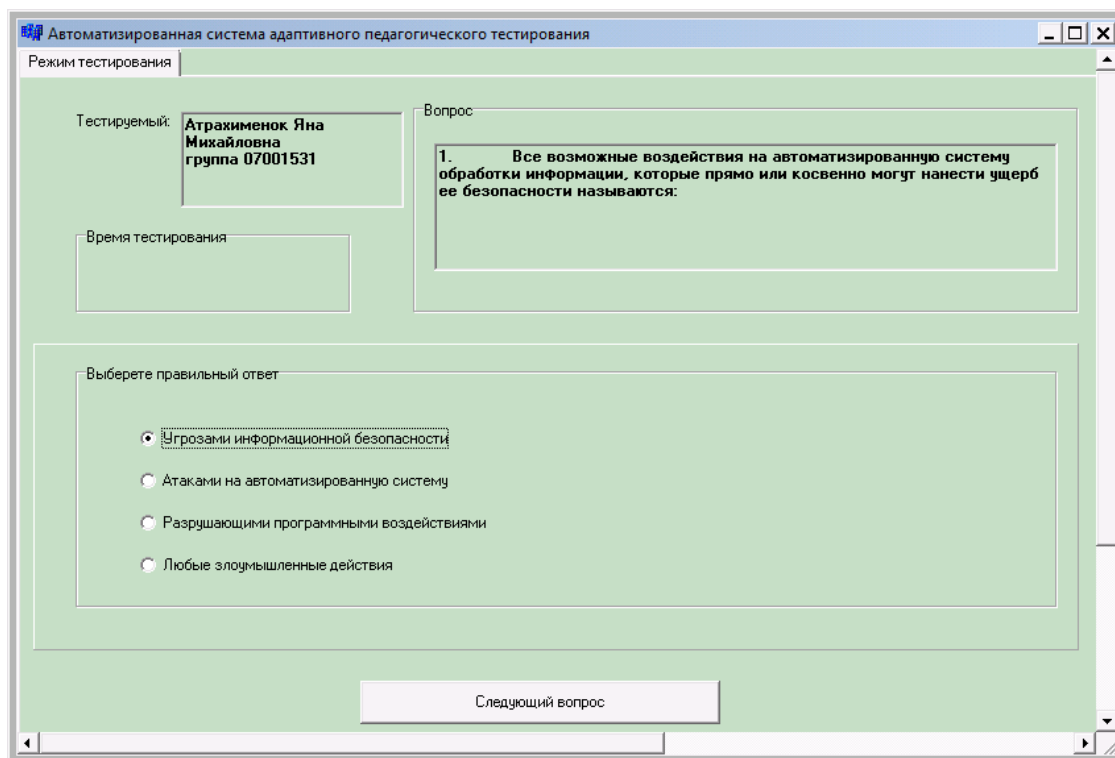 Автоматизированная система адаптивного педагогического тестирования
Режим тестирования
Тестируемый:
Атрахименок Яна
Михайловна
группа 07001531
Вопрос
1. Все возможные воздействия на автоматизированную систему
обработки информации, которые прямо или косвенно могут нанести ущерб
ее безопасности называются:
Время тестирования
Выберете правильный ответ
Угрозами информационной безопасности
Атаками на автоматизированную систему
Разрушающими программными воздействиями
Любые злоумышленные действия
Следующий вопрос